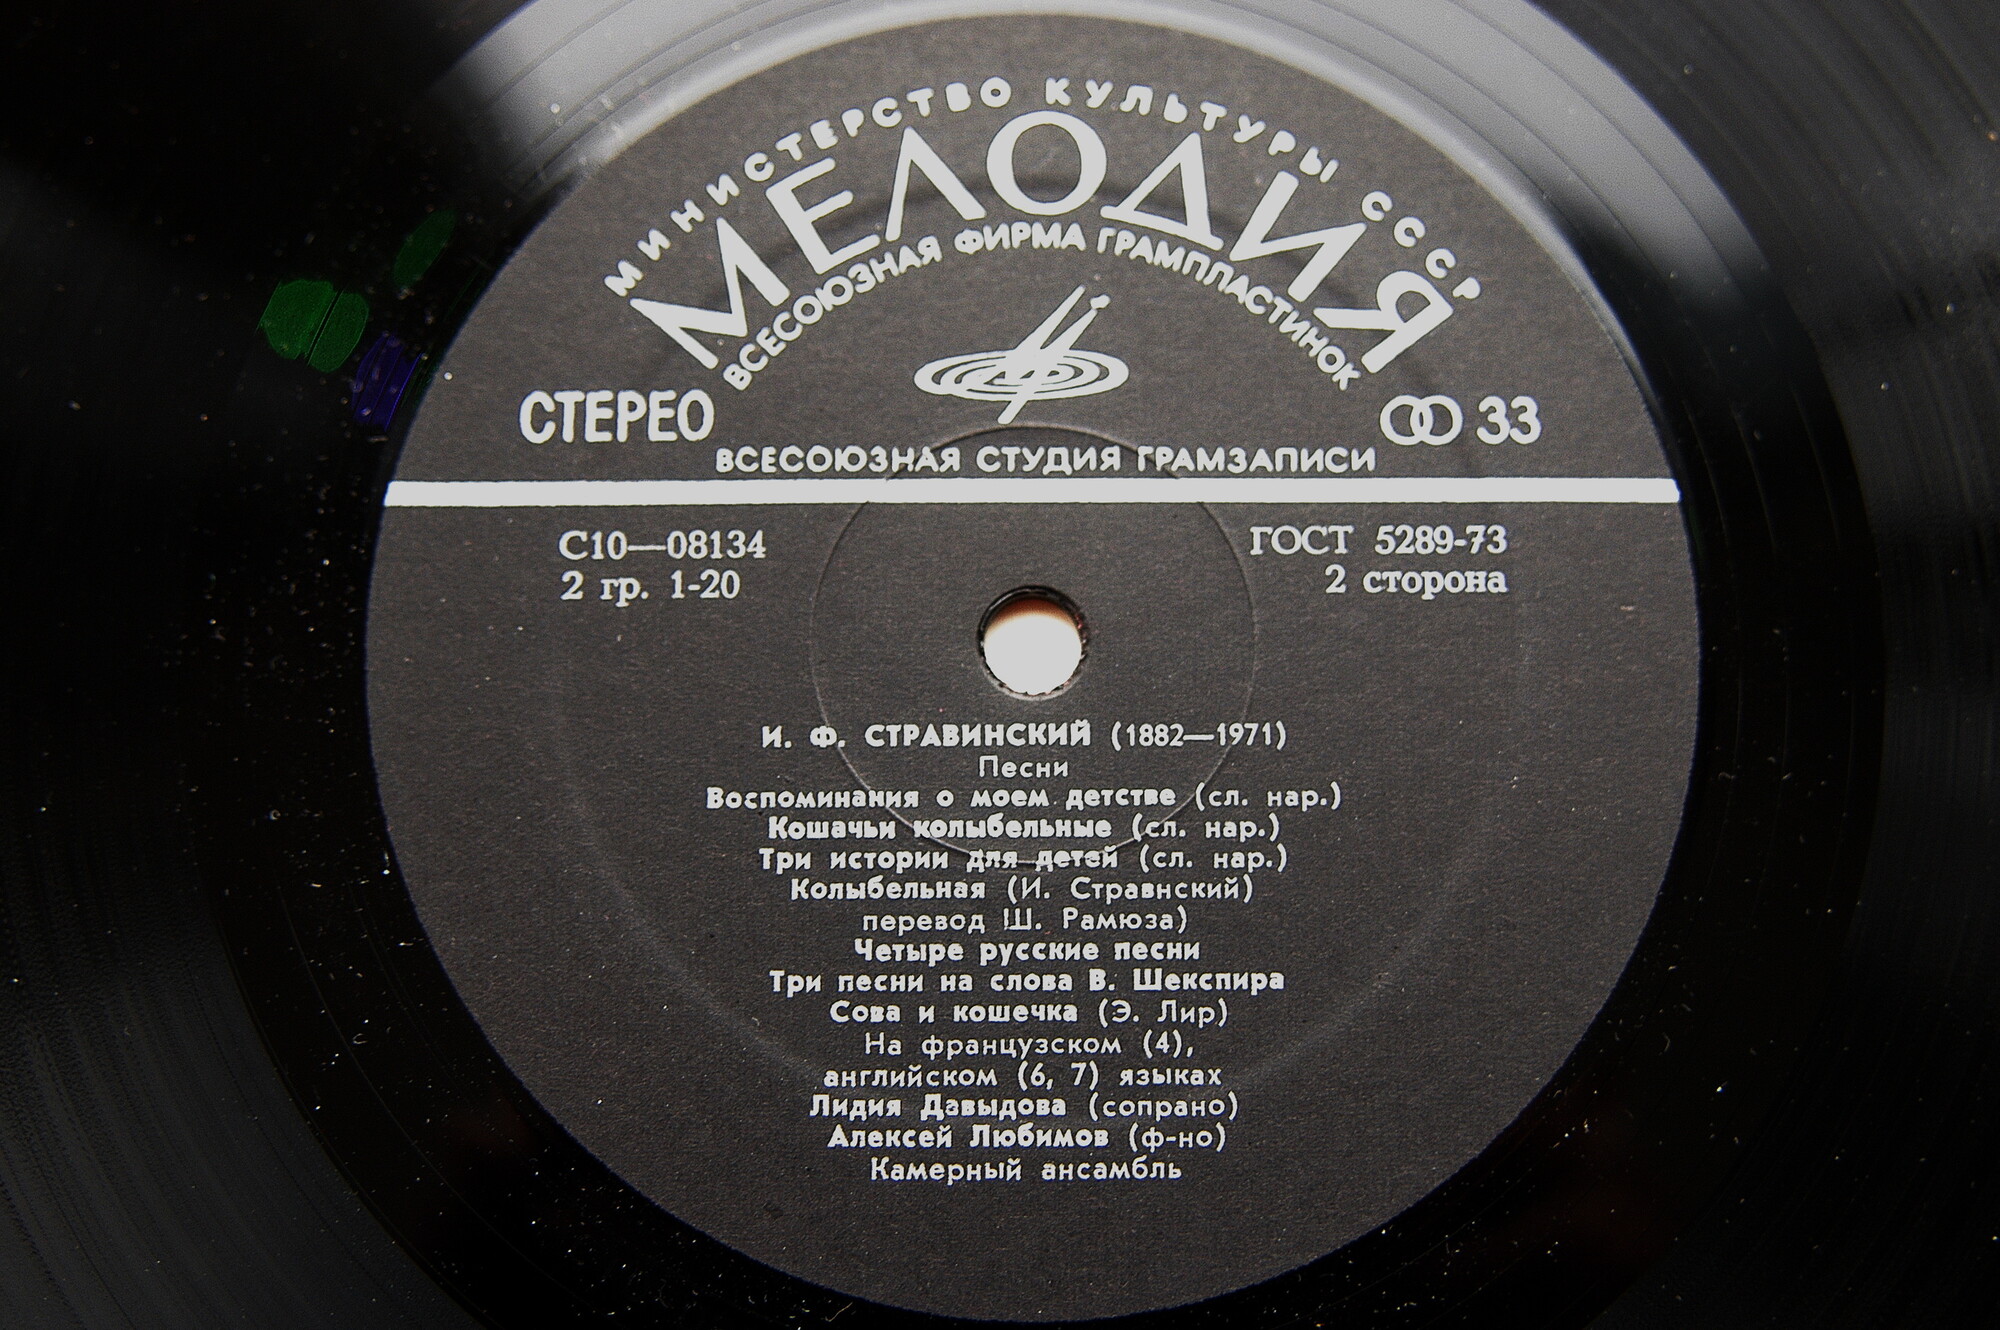 МИНИСТЕРСТВО КУЛЬТУРЫ СССР
МЕЛОДИЯ
ВСЕСОЮЗНАЯ ФИРМА ГРАМПЛАСТИНОК
СТЕРЕО
33
ВСЕСОЮЗНАЯ СТУДИЯ ГРАМЗАПИСИ
С10—08134
ГОСТ 5289-73
2 гр. 1-20
2 сторона
И. Ф. СТРАВИНСКИЙ (1882—1971)
Песни
Воспоминания о моем детстве (сл. нар.)
Кошачьи колыбельные (сл. нар.)
Три истории для детей (сл. нар.)
Колыбельная (И. Стравнский)
перевод Ш. Рамюза)
Четыре русские песни
Три песни на слова В. Шекспира
Сова и кошечка (Э. Лир)
На французском (4),
английском (6, 7) языках
Лидия Давыдова (сопрано)
Алексей Любимов (ф-но)
Камерный ансамбль